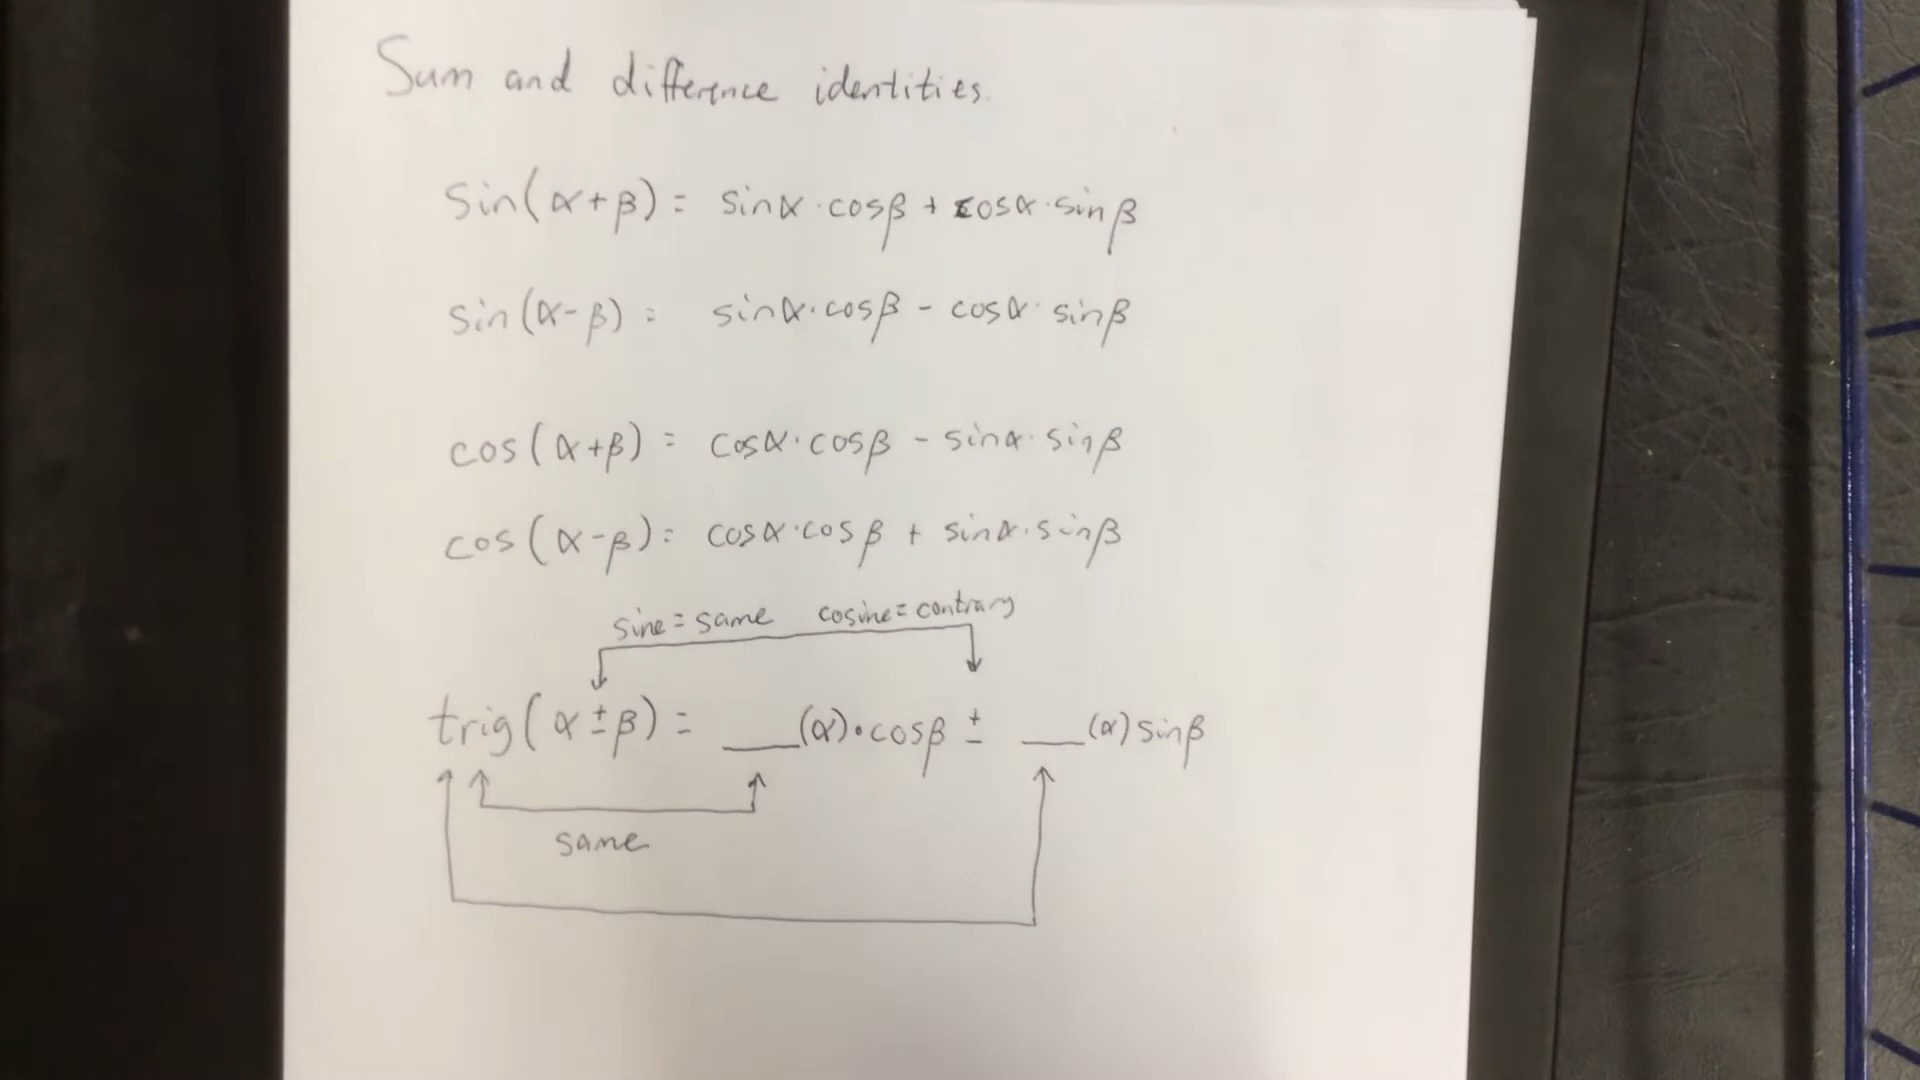 Sum and difference identities.
sin(α+β) = sinα·cosβ + cosα·sinβ
sin(α-β) = sinα·cosβ - cosα·sinβ
cos(α+β) = cosα·cosβ - sinα·sinβ
cos(α-β) = cosα·cosβ + sinα·sinβ
sine = same cosine = contrary
trig(α ± β) = ___(α)·cosβ ± ___(α) sinβ
same